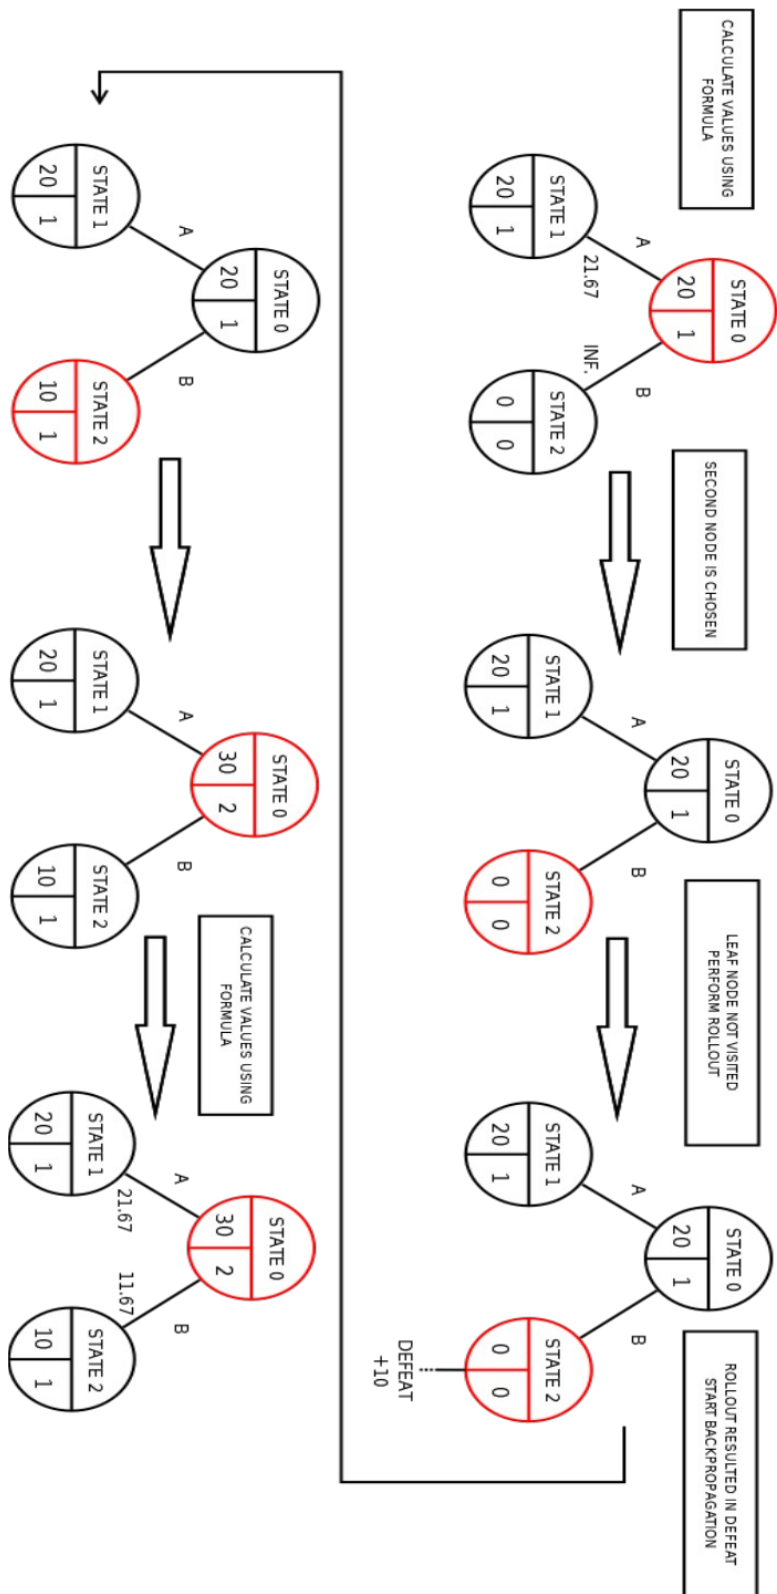 CALCULATE VALUES USING
FORMULA
STATE 0
20 1
A
B
21.67
INF.
STATE 1
20 1
STATE 2
0 0
SECOND NODE IS CHOSEN
STATE 0
20 1
A
B
STATE 1
20 1
STATE 2
0 0
LEAF NODE NOT VISITED
PERFORM ROLLOUT
STATE 0
20 1
A
B
STATE 1
20 1
STATE 2
0 0
DEFEAT
+10
ROLLOUT RESULTED IN DEFEAT
START BACKPROPAGATION
STATE 0
20 1
A
B
STATE 1
20 1
STATE 2
10 1
STATE 0
30 2
A
B
STATE 1
20 1
STATE 2
10 1
CALCULATE VALUES USING
FORMULA
STATE 0
30 2
A
B
21.67
11.67
STATE 1
20 1
STATE 2
10 1